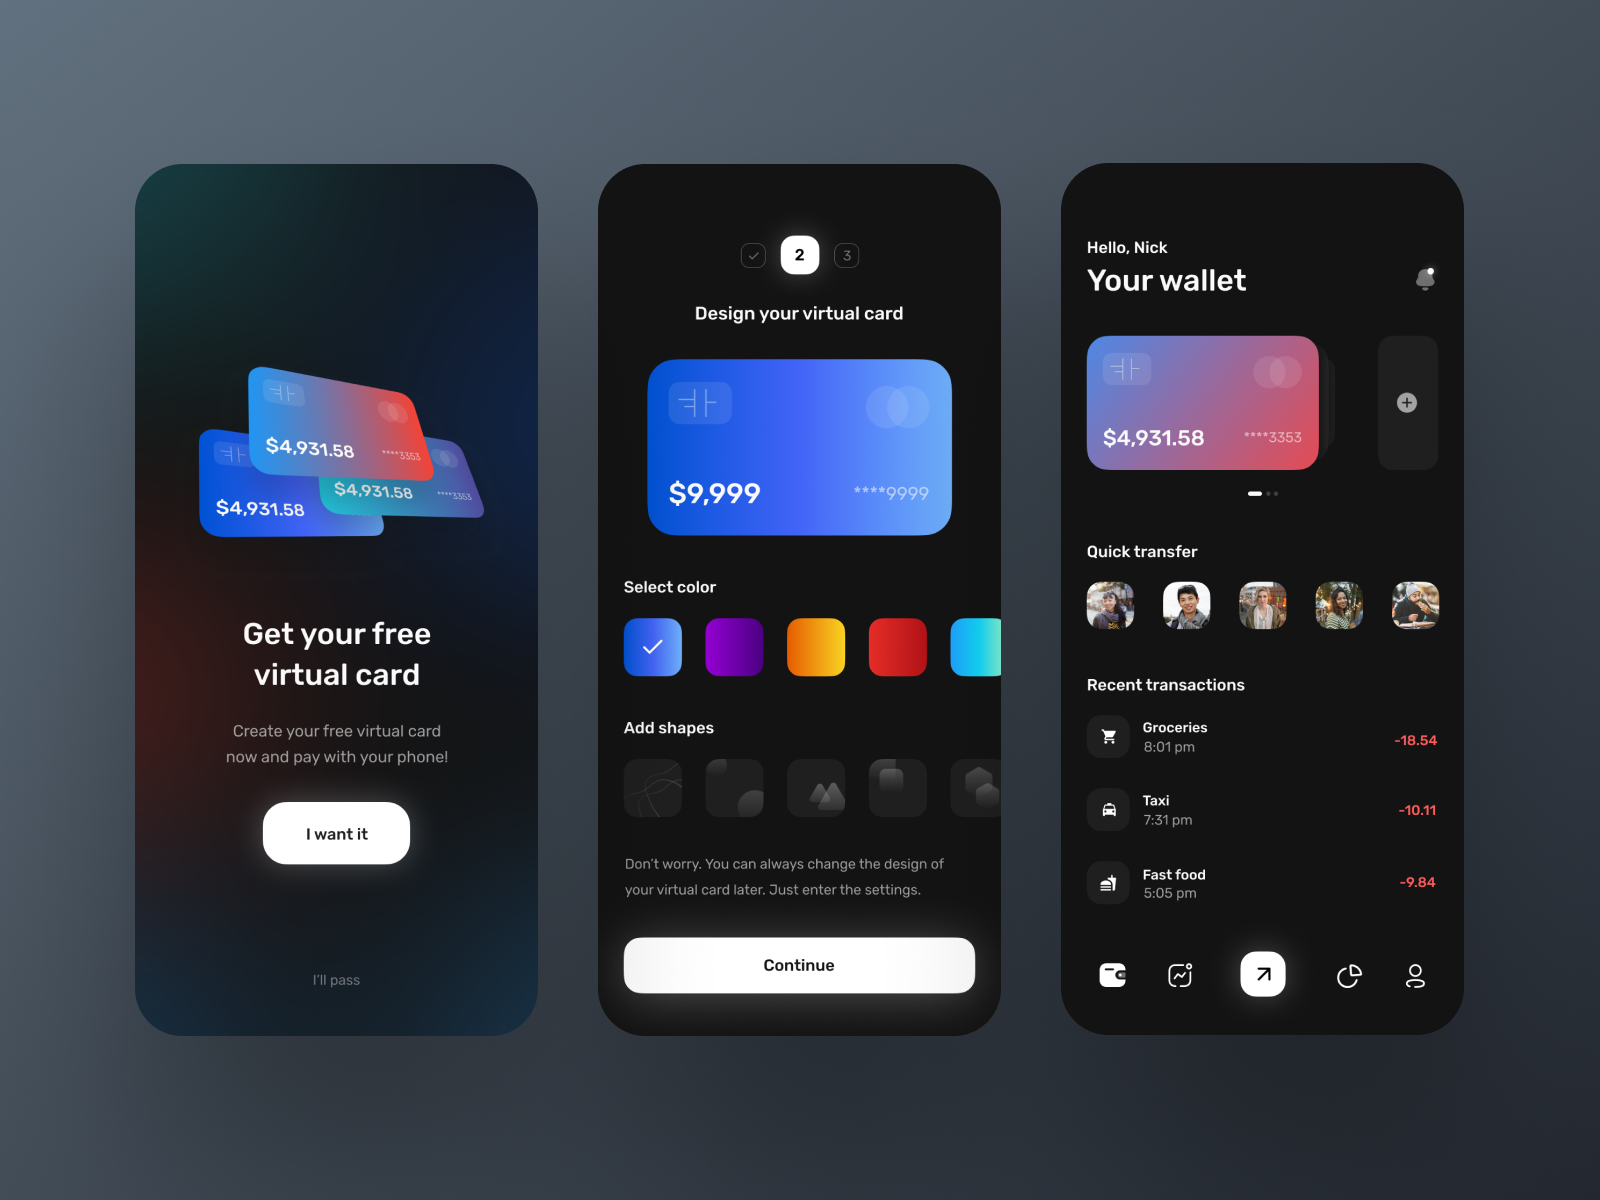 $4,931.58
****3353
$4,931.58
$4,931.58
****3353
Get your free
virtual card
Create your free virtual card
now and pay with your phone!
I want it
I'll pass
2
3
Design your virtual card
$9,999
****9999
Select color
Add shapes
Don't worry. You can always change the design of
your virtual card later. Just enter the settings.
Continue
Hello, Nick
Your wallet
$4,931.58
****3353
Quick transfer
Recent transactions
Groceries
8:01 pm
-18.54
Taxi
7:31 pm
-10.11
Fast food
5:05 pm
-9.84